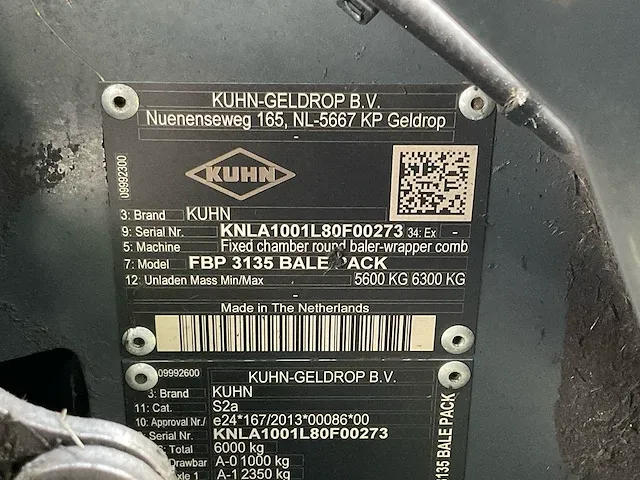 KUHN-GELDROP B.V.
Nuenenseweg 165, NL-5667 KP Geldrop
-
09992300
KUHN
3: Brand KUHN
9: Serial Nr. KNLA1001L80F00273 34: Ex -
5: Machine Fixed chamber round baler-wrapper comb
7: Model FBP 3135 BALE PACK
12: Unladen Mass Min/Max 5600 KG 6300 KG
-
Made in The Netherlands
09992600
KUHN-GELDROP B.V.
3: Brand KUHN
11: Cat. S2a
10: Approval Nr./ e24*167/2013*00086*00
Serial Nr. KNLA1001L80F00273
: Total 6000 kg
Drawbar A-0 1000 kg
xle 1 A-1 2350 kg
3135 BALE PACK